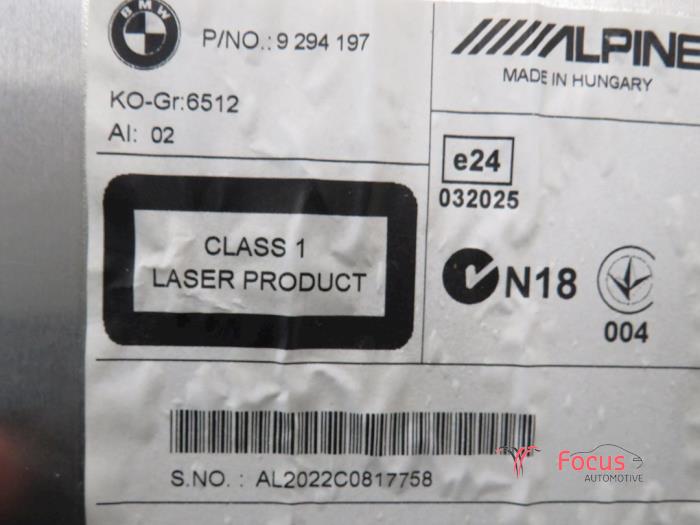 BMW
P/NO.: 9 294 197
ALPINE
MADE IN HUNGARY
KO-Gr:6512
AI: 02
e24
032025
CLASS 1
LASER PRODUCT
N18
004
S.NO. : AL2022C0817758
Focus
AUTOMOTIVE